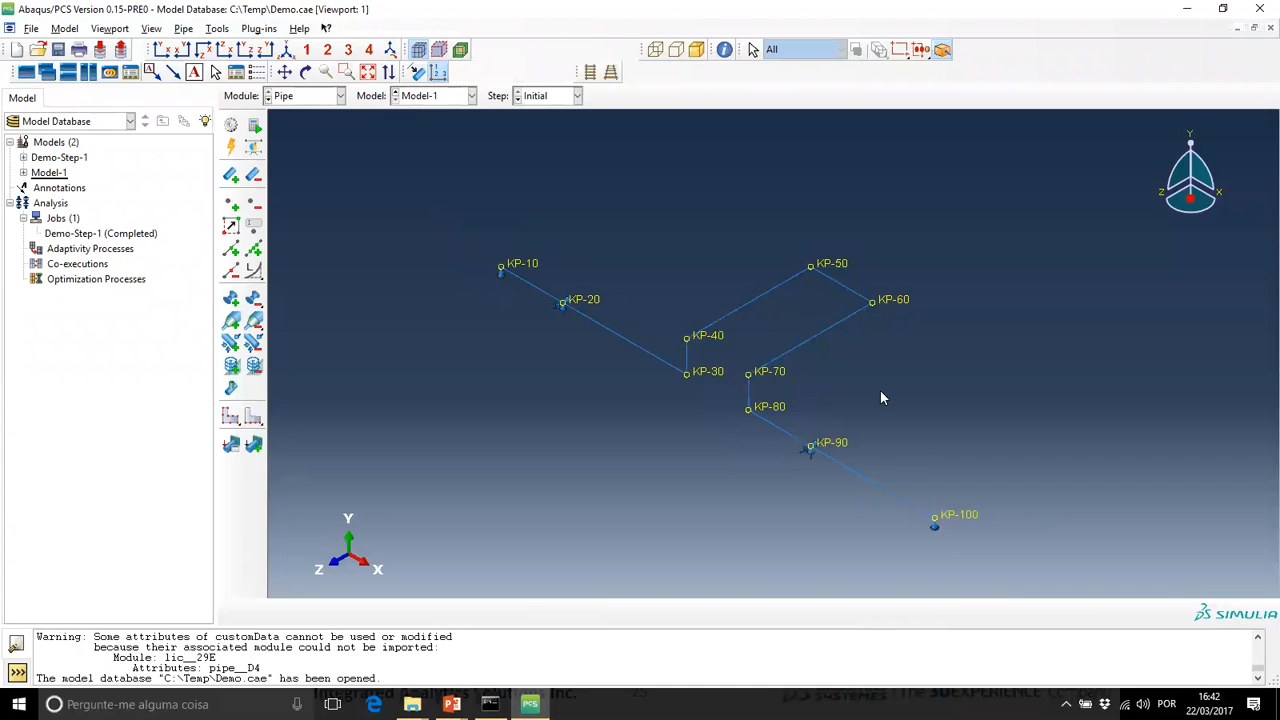 Abaqus/PCS Version 0.15-PRE0 - Model Database: C:\Temp\Demo.cae [Viewport: 1]
File Model Viewport View Pipe Tools Plug-ins Help
1 2 3 4 All
A
Model
Module: Pipe Model: Model-1 Step: Initial
Model Database
Models (2)
Demo-Step-1
Model-1
Annotations
Analysis
Jobs (1)
Demo-Step-1 (Completed)
Adaptivity Processes
Co-executions
Optimization Processes
Y
Z X
KP-10
KP-50
KP-20
KP-60
KP-40
KP-30
KP-70
KP-80
KP-90
KP-100
Y
Z X
SIMULIA
Warning: Some attributes of customData cannot be used or modified
because their associated module could not be imported:
Module: lic__29E
Attributes: pipe__D4
The model database "C:\Temp\Demo.cae" has been opened.
>>>
Pergunte-me alguma coisa
PCS
POR
16:42
22/03/2017